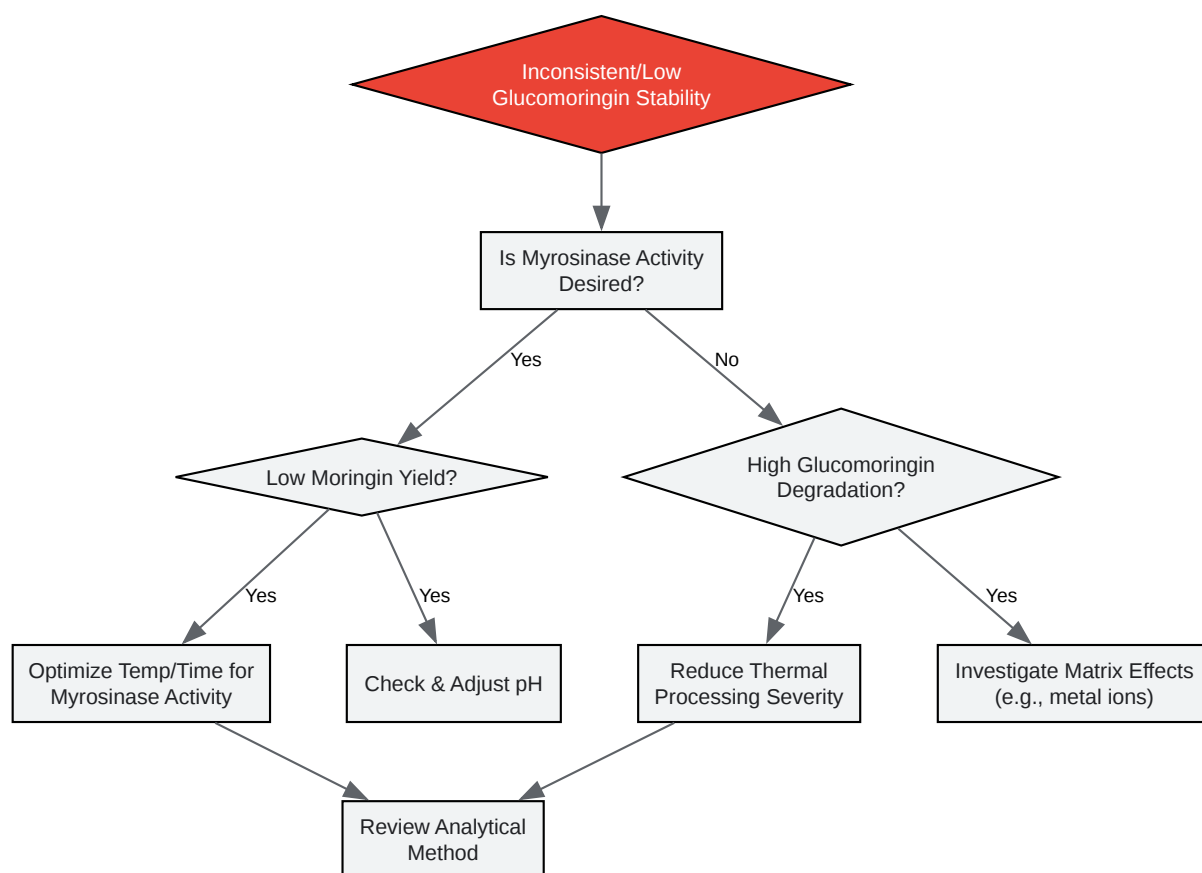 Inconsistent/Low
Glucomoringin Stability
Is Myrosinase Activity
Desired?
Yes
No
Low Moringin Yield?
High Glucomoringin
Degradation?
Yes
Yes
Yes
Yes
Optimize Temp/Time for
Myrosinase Activity
Check & Adjust pH
Reduce Thermal
Processing Severity
Investigate Matrix Effects
(e.g., metal ions)
Review Analytical
Method